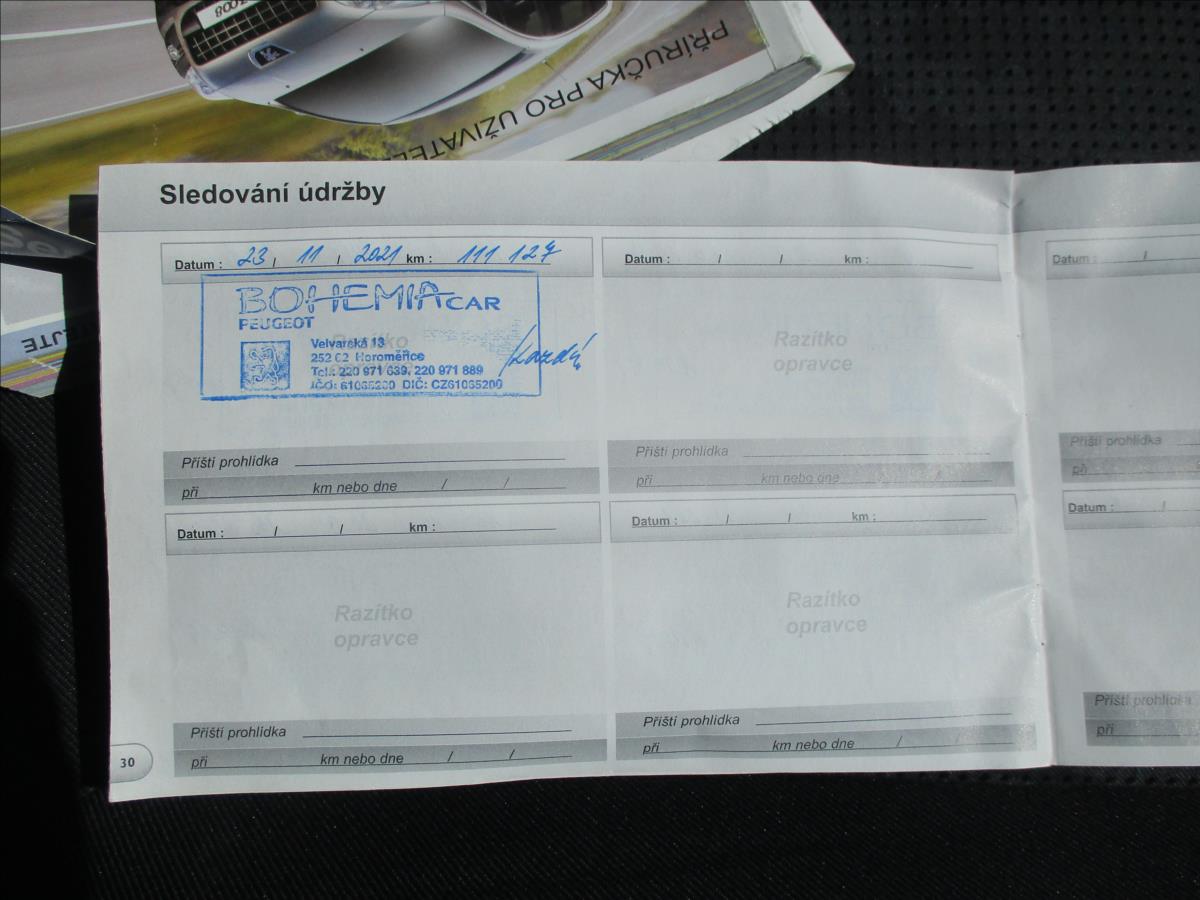 3008
PŘÍRUČKA PRO UŽIVATELE
Sledování údržby
Datum : 23 / 11 / 2021 km : 111 127
BOHEMIA CAR
PEUGEOT
Razítko
Velvarská 13
252 62 Horoměřice
Tel.: 220 971 639, 220 971 889
IČO: 61065200 DIČ: CZ61065200
Příští prohlídka
při km nebo dne / /
Datum : / / km :
Razítko
opravce
Příští prohlídka
při km nebo dne /
Datum : /
Příští prohlídka
při
Datum : / / km :
Razítko
opravce
Příští prohlídka
při km nebo dne / /
Datum : / / km :
Razítko
opravce
Příští prohlídka
při km nebo dne /
Datum : /
Příští prohlídka
při
30